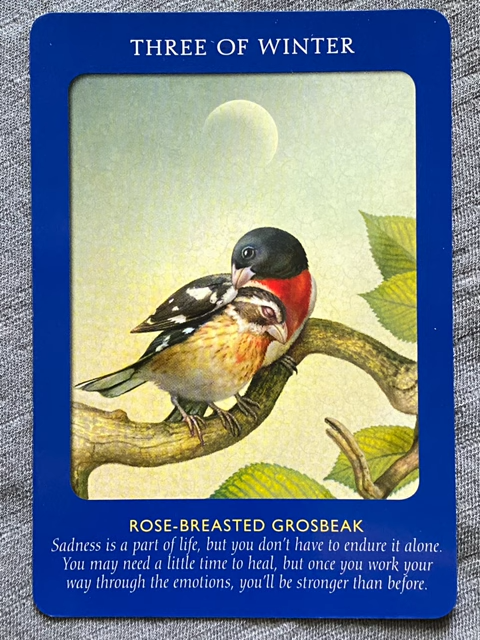 THREE OF WINTER
ROSE-BREASTED GROSBEAK
Sadness is a part of life, but you don't have to endure it alone.
You may need a little time to heal, but once you work your
way through the emotions, you'll be stronger than before.